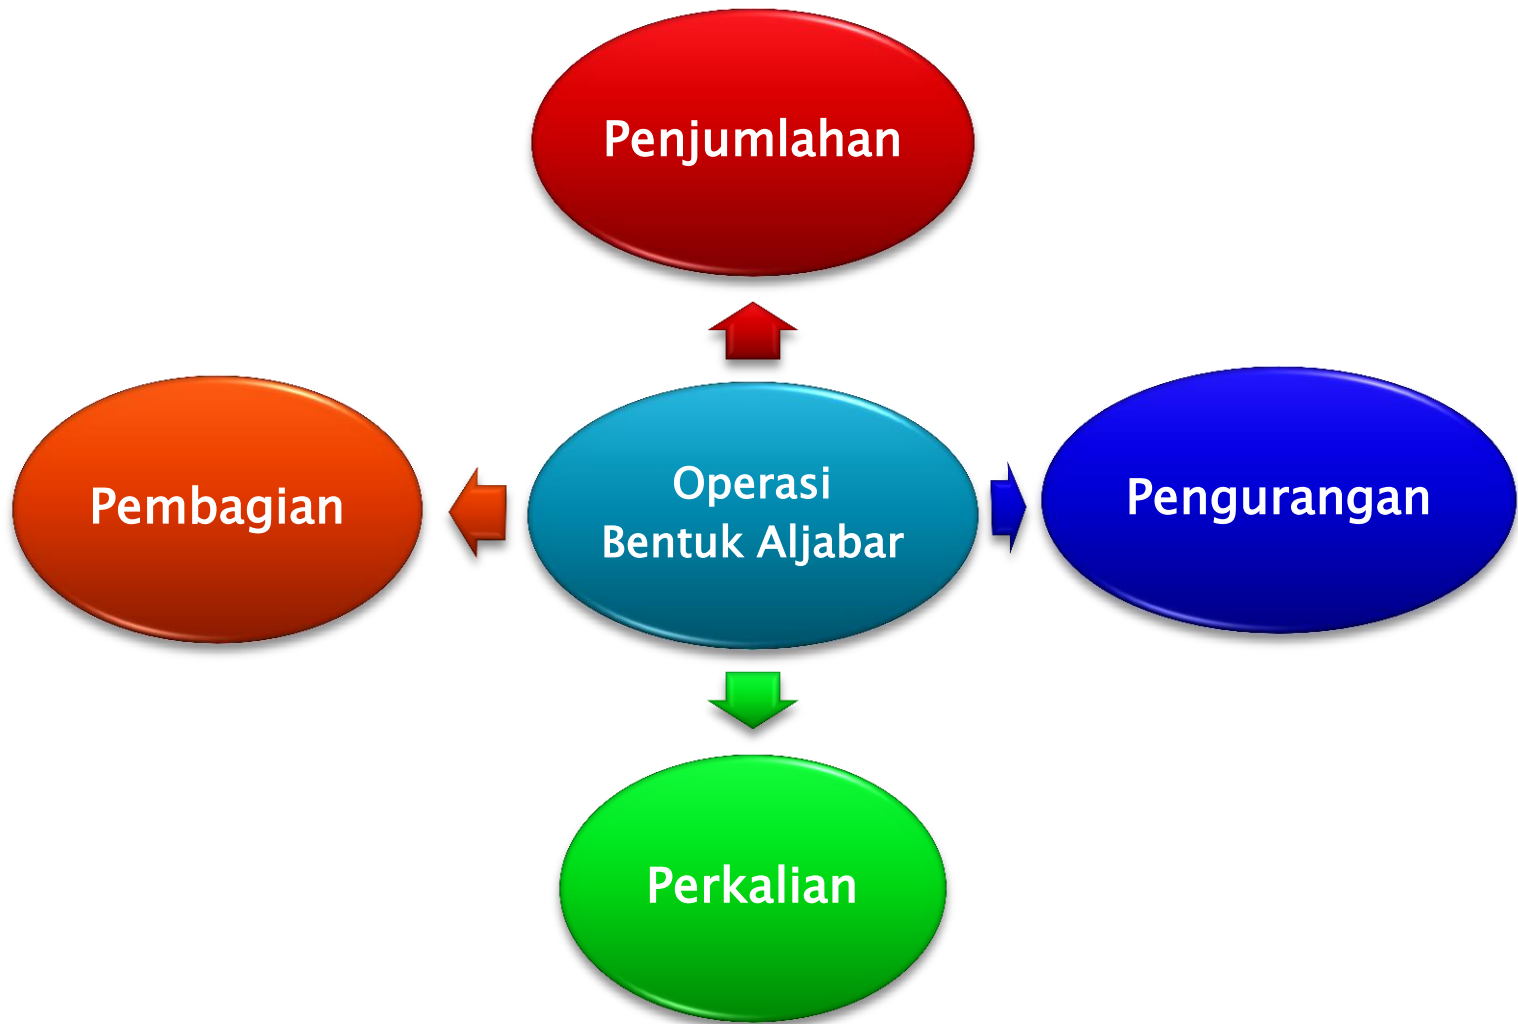 Penjumlahan
Pembagian
Operasi
Bentuk Aljabar
Pengurangan
Perkalian